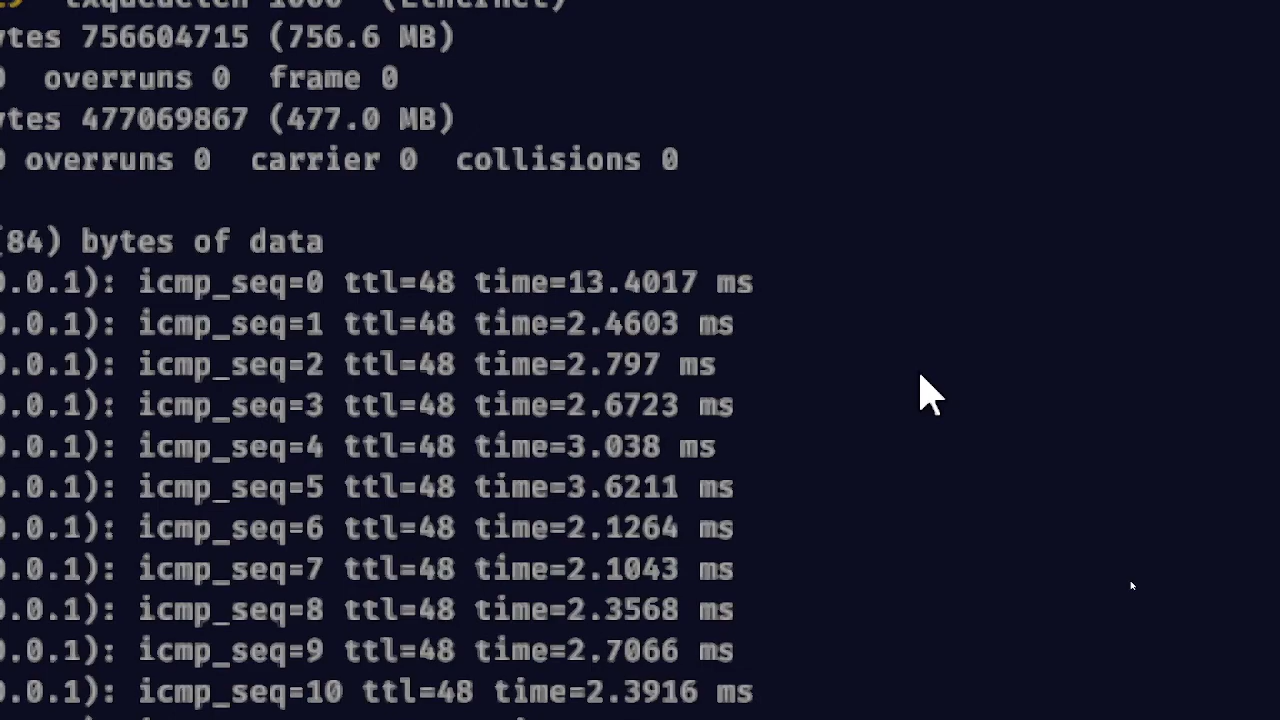 txqueuelen 1000 (Ethernet)
756604715 (756.6 MB)
overruns 0 frame 0
477069867 (477.0 MB)
overruns 0 carrier 0 collisions 0
(84) bytes of data
.0.1): icmp_seq=0 ttl=48 time=13.4017 ms
.0.1): icmp_seq=1 ttl=48 time=2.4603 ms
.0.1): icmp_seq=2 ttl=48 time=2.797 ms
.0.1): icmp_seq=3 ttl=48 time=2.6723 ms
.0.1): icmp_seq=4 ttl=48 time=3.038 ms
.0.1): icmp_seq=5 ttl=48 time=3.6211 ms
.0.1): icmp_seq=6 ttl=48 time=2.1264 ms
.0.1): icmp_seq=7 ttl=48 time=2.1043 ms
.0.1): icmp_seq=8 ttl=48 time=2.3568 ms
.0.1): icmp_seq=9 ttl=48 time=2.7066 ms
.0.1): icmp_seq=10 ttl=48 time=2.3916 ms